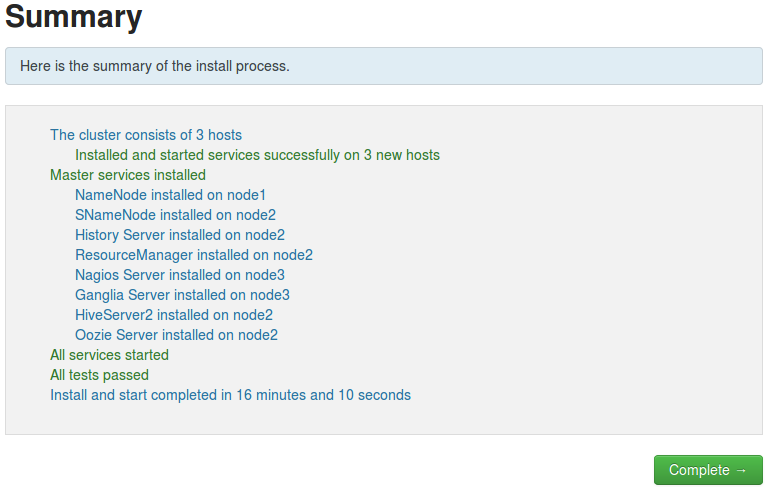 Summary
Here is the summary of the install process.
The cluster consists of 3 hosts
Installed and started services successfully on 3 new hosts
Master services installed
NameNode installed on node1
SNameNode installed on node2
History Server installed on node2
ResourceManager installed on node2
Nagios Server installed on node3
Ganglia Server installed on node3
HiveServer2 installed on node2
Oozie Server installed on node2
All services started
All tests passed
Install and start completed in 16 minutes and 10 seconds
Complete →